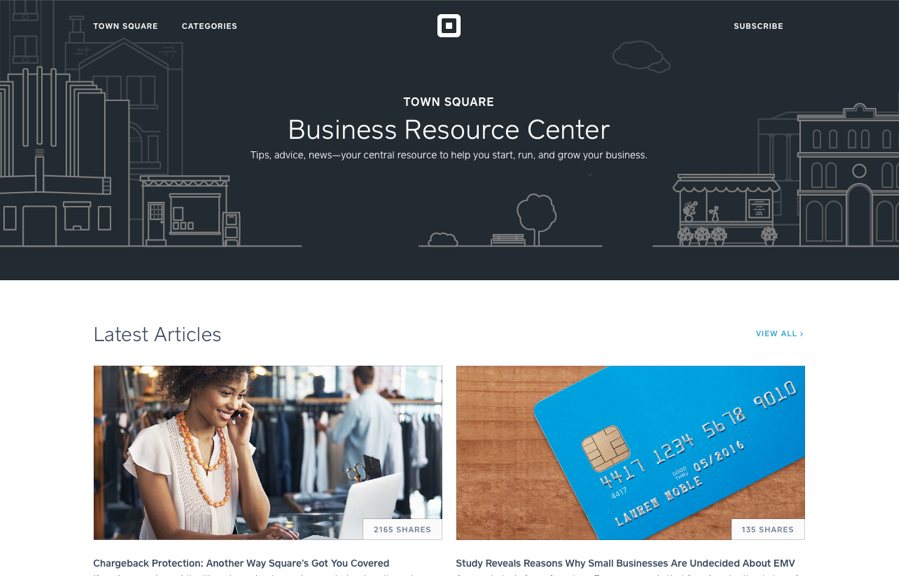 TOWN SQUARE
CATEGORIES
SUBSCRIBE
TOWN SQUARE
Business Resource Center
Tips, advice, news—your central resource to help you start, run, and grow your business.
Latest Articles
VIEW ALL ›
2165 SHARES
4417 1234 5678 9010
4417
GOOD THRU 05/2016
LAUREN NOBLE
135 SHARES
Chargeback Protection: Another Way Square's Got You Covered
Study Reveals Reasons Why Small Businesses Are Undecided About EMV